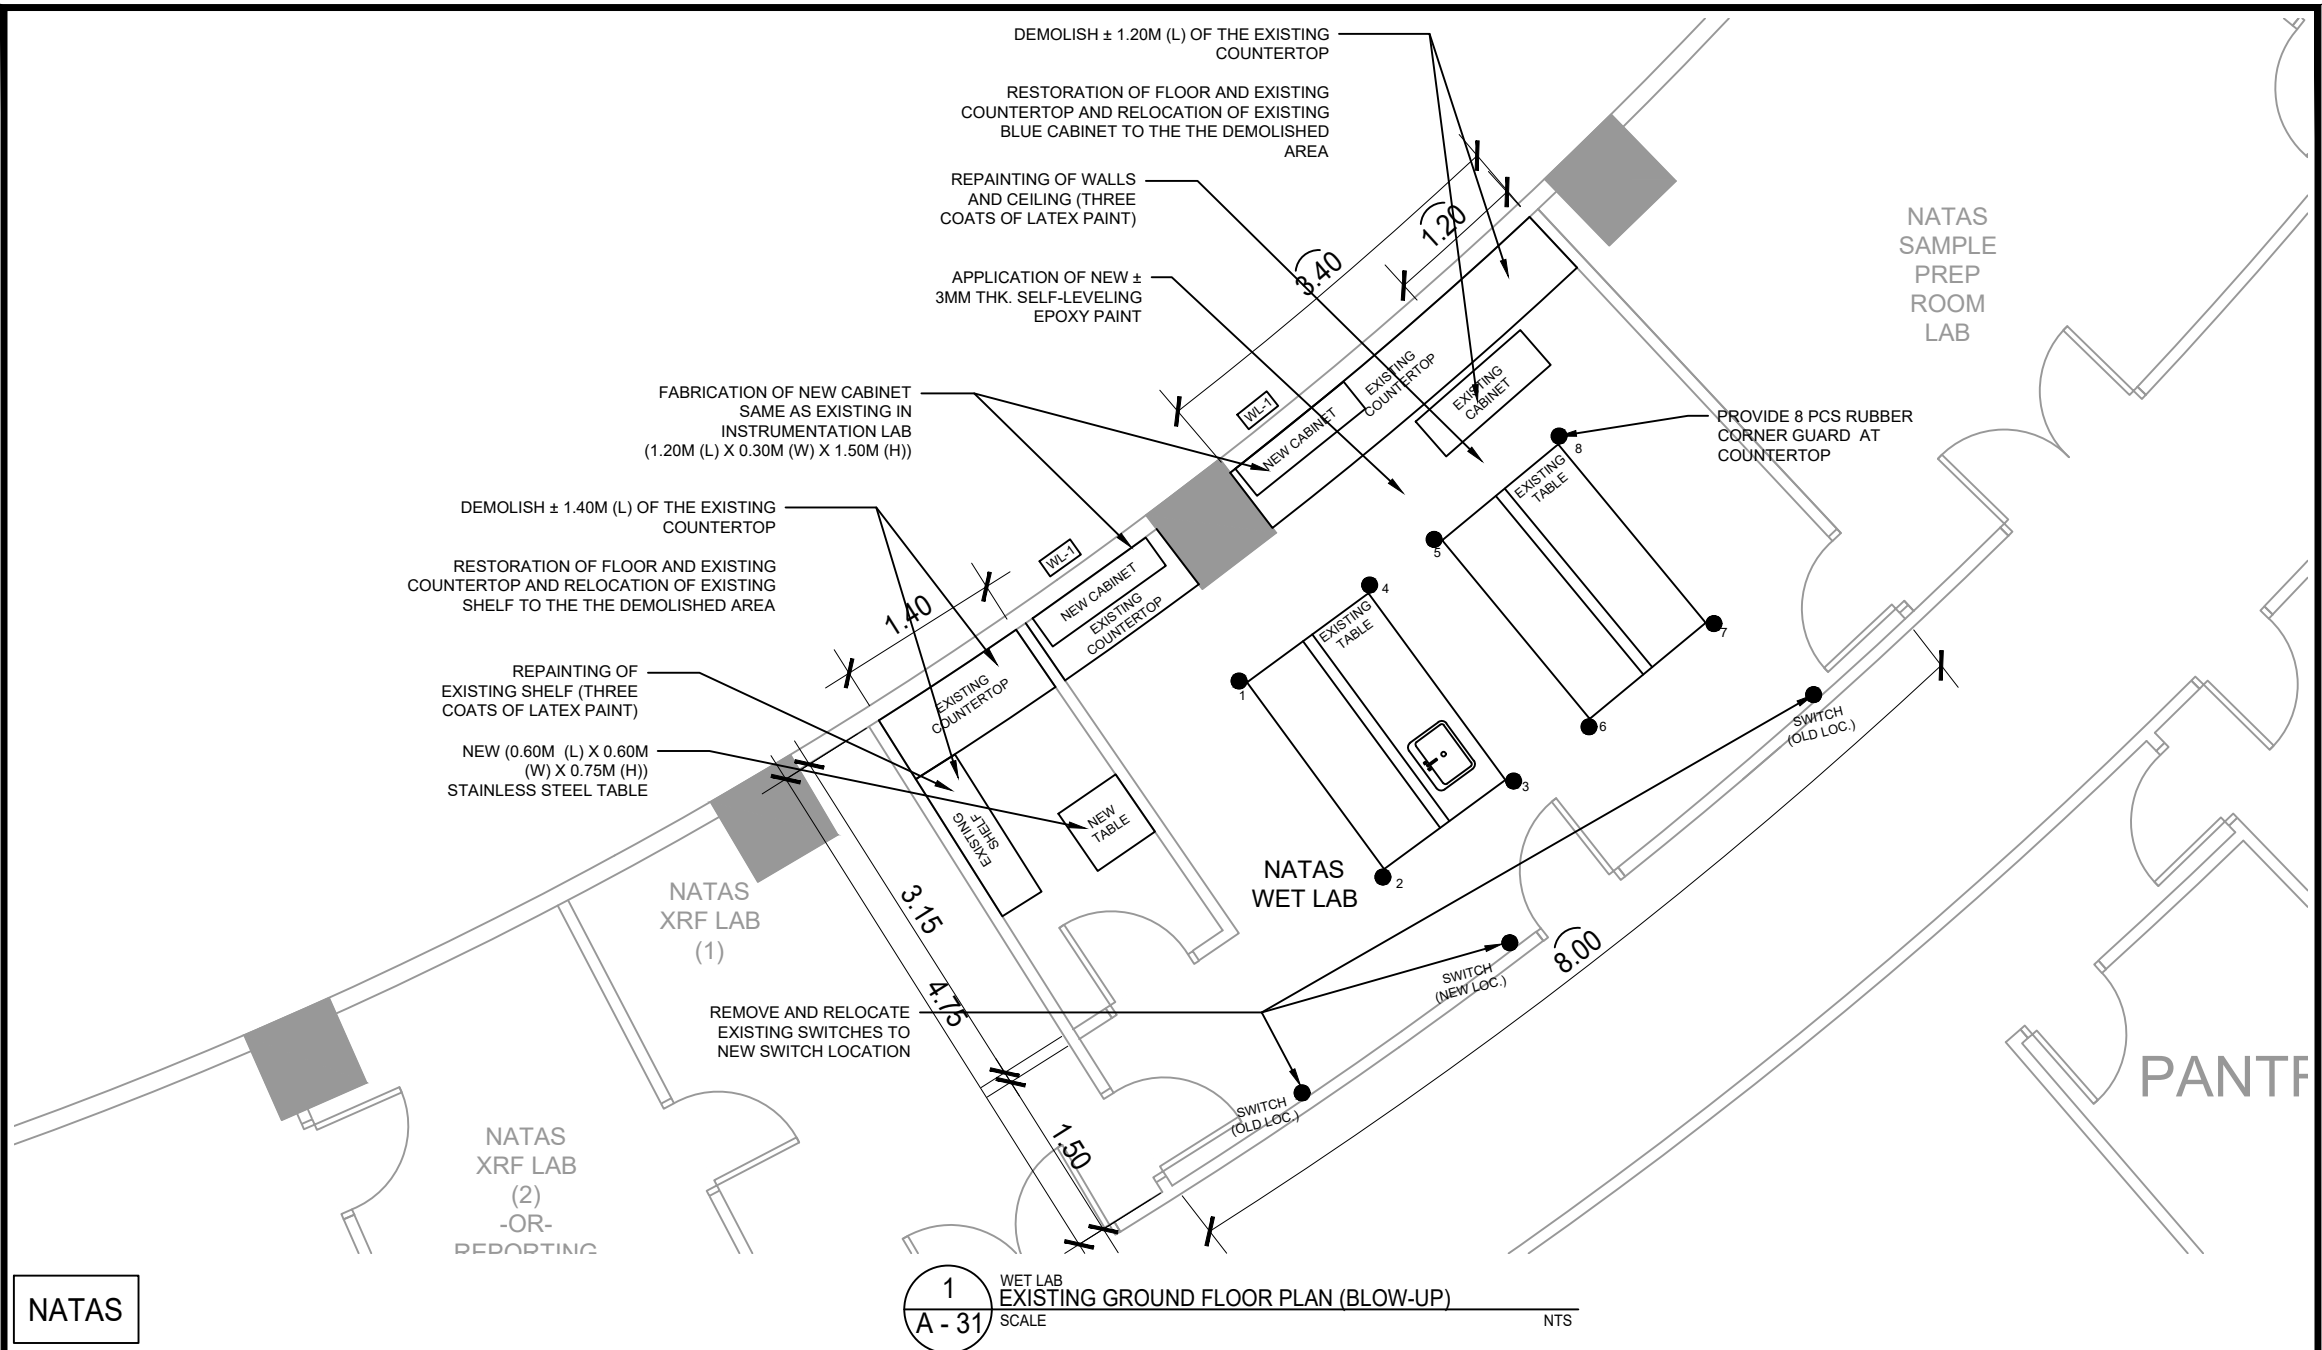 DEMOLISH ± 1.20M (L) OF THE EXISTING
COUNTERTOP
RESTORATION OF FLOOR AND EXISTING
COUNTERTOP AND RELOCATION OF EXISTING
BLUE CABINET TO THE THE DEMOLISHED
AREA
REPAINTING OF WALLS
AND CEILING (THREE
COATS OF LATEX PAINT)
APPLICATION OF NEW ±
3MM THK. SELF-LEVELING
EPOXY PAINT
FABRICATION OF NEW CABINET
SAME AS EXISTING IN
INSTRUMENTATION LAB
(1.20M (L) X 0.30M (W) X 1.50M (H))
DEMOLISH ± 1.40M (L) OF THE EXISTING
COUNTERTOP
RESTORATION OF FLOOR AND EXISTING
COUNTERTOP AND RELOCATION OF EXISTING
SHELF TO THE THE DEMOLISHED AREA
REPAINTING OF
EXISTING SHELF (THREE
COATS OF LATEX PAINT)
NEW (0.60M (L) X 0.60M
(W) X 0.75M (H))
STAINLESS STEEL TABLE
REMOVE AND RELOCATE
EXISTING SWITCHES TO
NEW SWITCH LOCATION
PROVIDE 8 PCS RUBBER
CORNER GUARD AT
COUNTERTOP
1.20
3.40
1.40
WL-1
WL-1
NEW CABINET
EXISTING
COUNTERTOP
EXISTING
CABINET
NEW CABINET
EXISTING
COUNTERTOP
EXISTING
COUNTERTOP
EXISTING
SHELF
NEW
TABLE
EXISTING
TABLE
EXISTING
TABLE
1
2
3
4
5
6
7
8
SWITCH
(OLD LOC.)
SWITCH
(NEW LOC.)
SWITCH
(OLD LOC.)
3.15
4.75
1.50
8.00
NATAS
WET LAB
NATAS
SAMPLE
PREP
ROOM
LAB
NATAS
XRF LAB
(1)
NATAS
XRF LAB
(2)
-OR-
REPORTING
PANTR
NATAS
1
A - 31
WET LAB
EXISTING GROUND FLOOR PLAN (BLOW-UP)
SCALE NTS